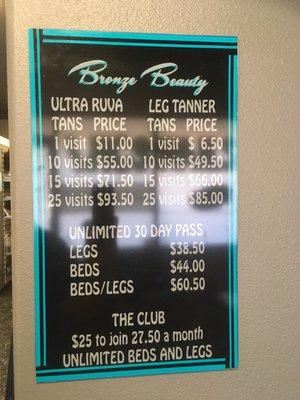 Bronze Beauty
ULTRA RUVA LEG TANNER
TANS PRICE TANS PRICE
1 visit $11.00 1 visit $ 6.50
10 visits $55.00 10 visits $49.50
15 visits $71.50 15 visits $66.00
25 visits $93.50 25 visits $85.00
UNLIMITED 30 DAY PASS
LEGS $38.50
BEDS $44.00
BEDS/LEGS $60.50
THE CLUB
$25 to join 27.50 a month
UNLIMITED BEDS AND LEGS